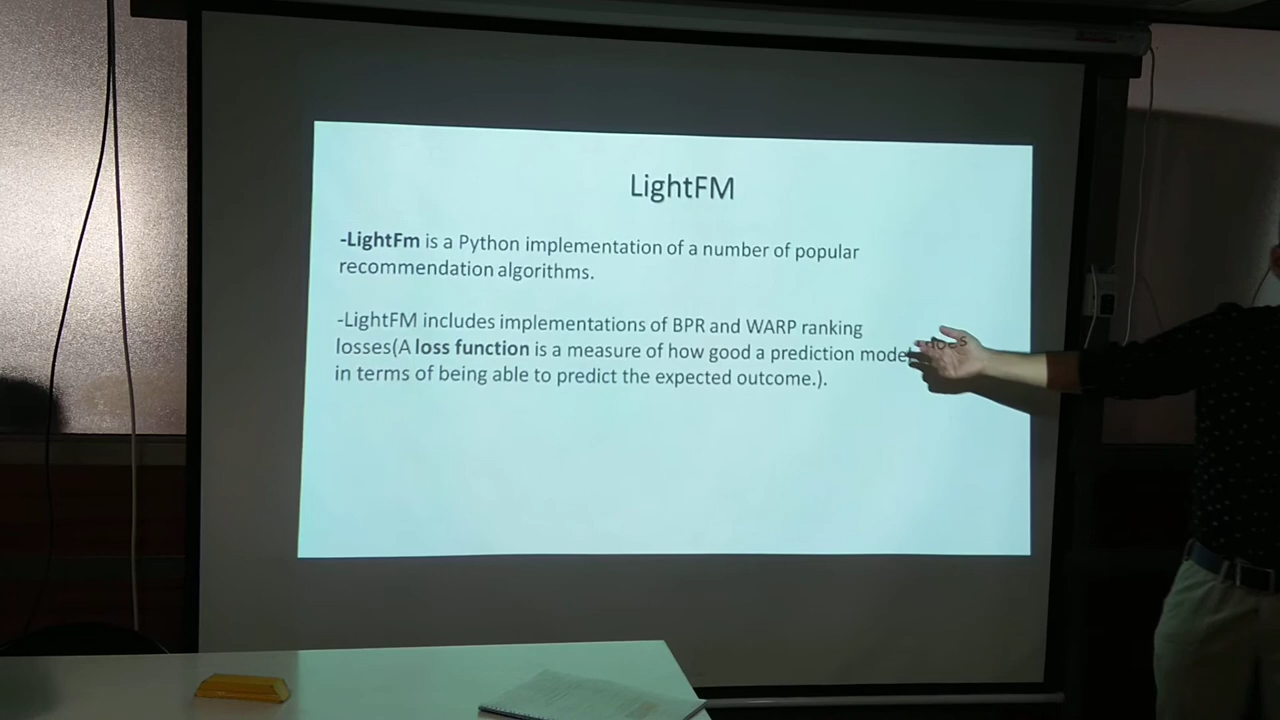 LightFM
-LightFm is a Python implementation of a number of popular
recommendation algorithms.
-LightFM includes implementations of BPR and WARP ranking
losses(A loss function is a measure of how good a prediction model does
in terms of being able to predict the expected outcome.).